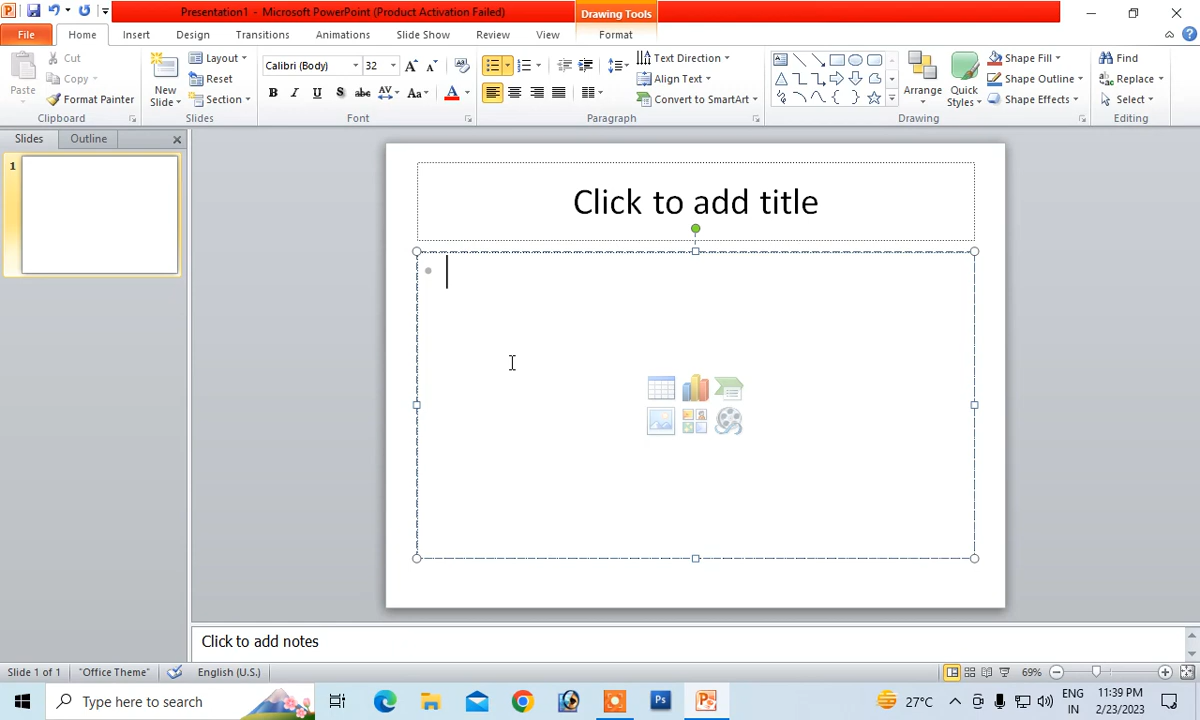 Presentation1 - Microsoft PowerPoint (Product Activation Failed)
Drawing Tools
File Home Insert Design Transitions Animations Slide Show Review View Format
Paste
Cut
Copy
Format Painter
Clipboard
New Slide
Layout
Reset
Section
Slides
Calibri (Body) 32
B I U S abc AV Aa A
Font
Text Direction
Align Text
Convert to SmartArt
Paragraph
Arrange
Quick Styles
Shape Fill
Shape Outline
Shape Effects
Drawing
Find
Replace
Select
Editing
Slides Outline
1
Click to add title
Click to add notes
Slide 1 of 1 "Office Theme" English (U.S.) 69%
Type here to search
Ps
27°C
ENG
IN
11:39 PM
2/23/2023